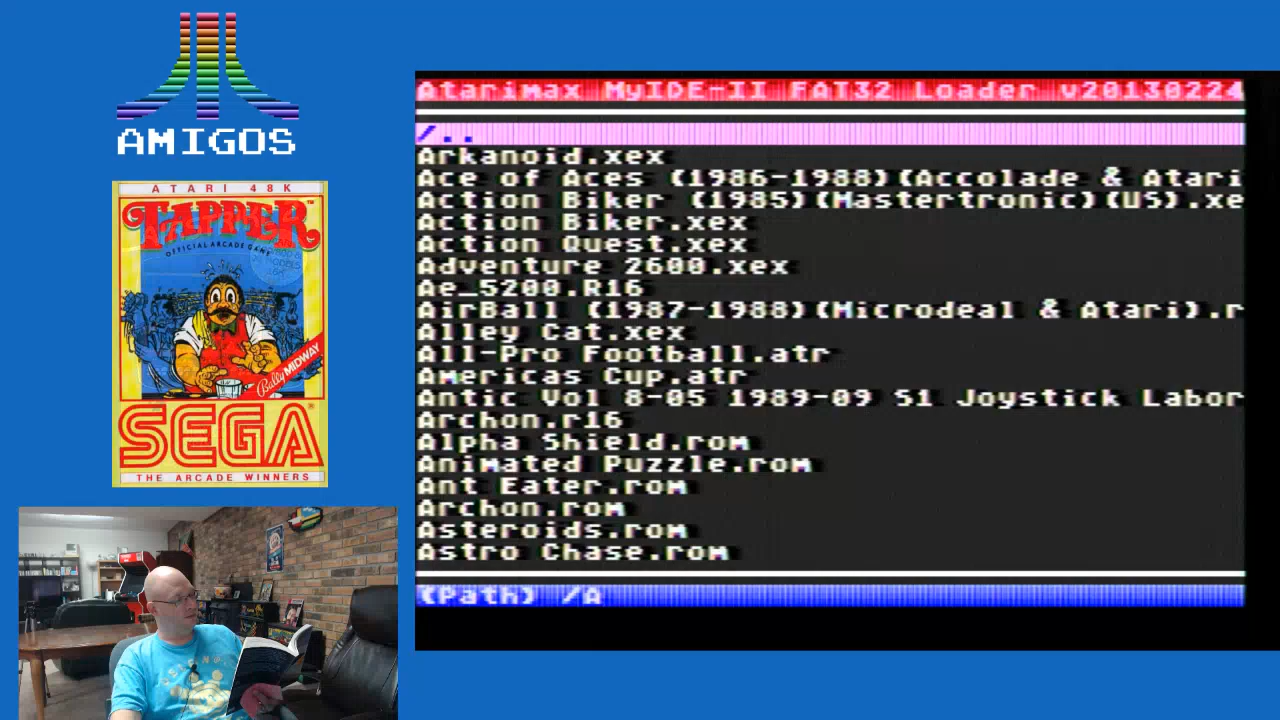 AMIGOS
ATARI 48K
TAPPER
OFFICIAL ARCADE GAME
Bally MIDWAY
SEGA
THE ARCADE WINNERS
Atarimax MyIDE-II FAT32 Loader v20130224
/..
Arkanoid.xex
Ace of Aces (1986-1988)(Accolade & Atari
Action Biker (1985)(Mastertronic)(US).xe
Action Biker.xex
Action Quest.xex
Adventure 2600.xex
Ae_5200.R16
AirBall (1987-1988)(Microdeal & Atari).r
Alley Cat.xex
All-Pro Football.atr
Americas Cup.atr
Antic Vol 8-05 1989-09 S1 Joystick Labor
Archon.r16
Alpha Shield.rom
Animated Puzzle.rom
Ant Eater.rom
Archon.rom
Asteroids.rom
Astro Chase.rom
(Path) /A